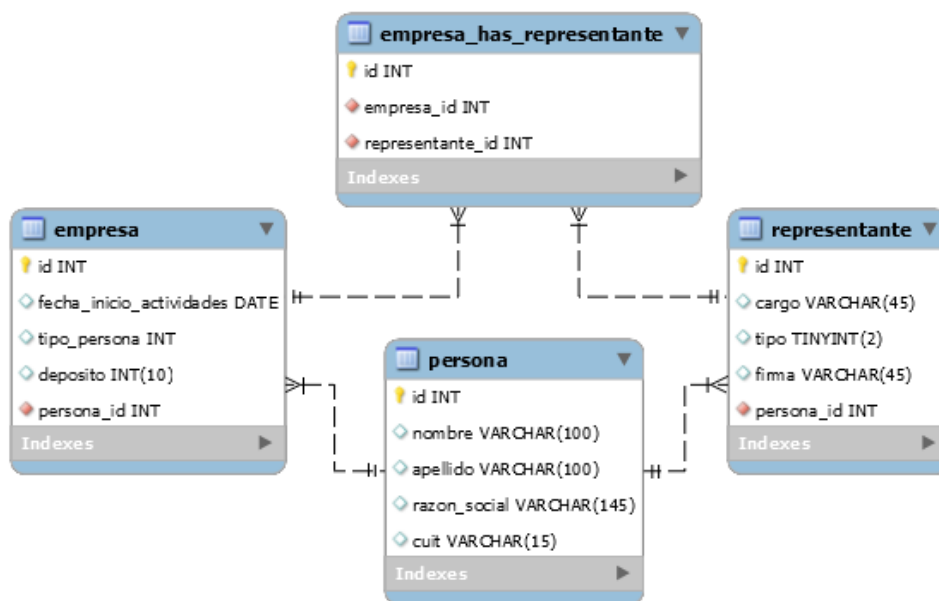 empresa_has_representante
id INT
empresa_id INT
representante_id INT
Indexes
empresa
id INT
fecha_inicio_actividades DATE
tipo_persona INT
deposito INT(10)
persona_id INT
Indexes
persona
id INT
nombre VARCHAR(100)
apellido VARCHAR(100)
razon_social VARCHAR(145)
cuit VARCHAR(15)
Indexes
representante
id INT
cargo VARCHAR(45)
tipo TINYINT(2)
firma VARCHAR(45)
persona_id INT
Indexes